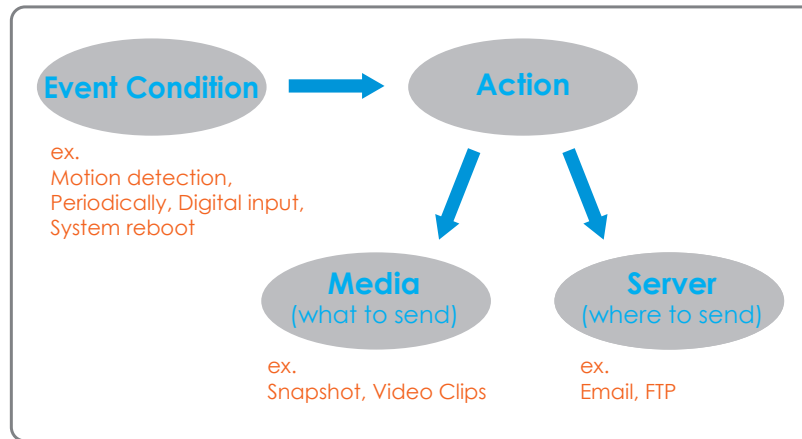 Event Condition
Action
ex.
Motion detection,
Periodically, Digital input,
System reboot
Media
(what to send)
Server
(where to send)
ex.
Snapshot, Video Clips
ex.
Email, FTP